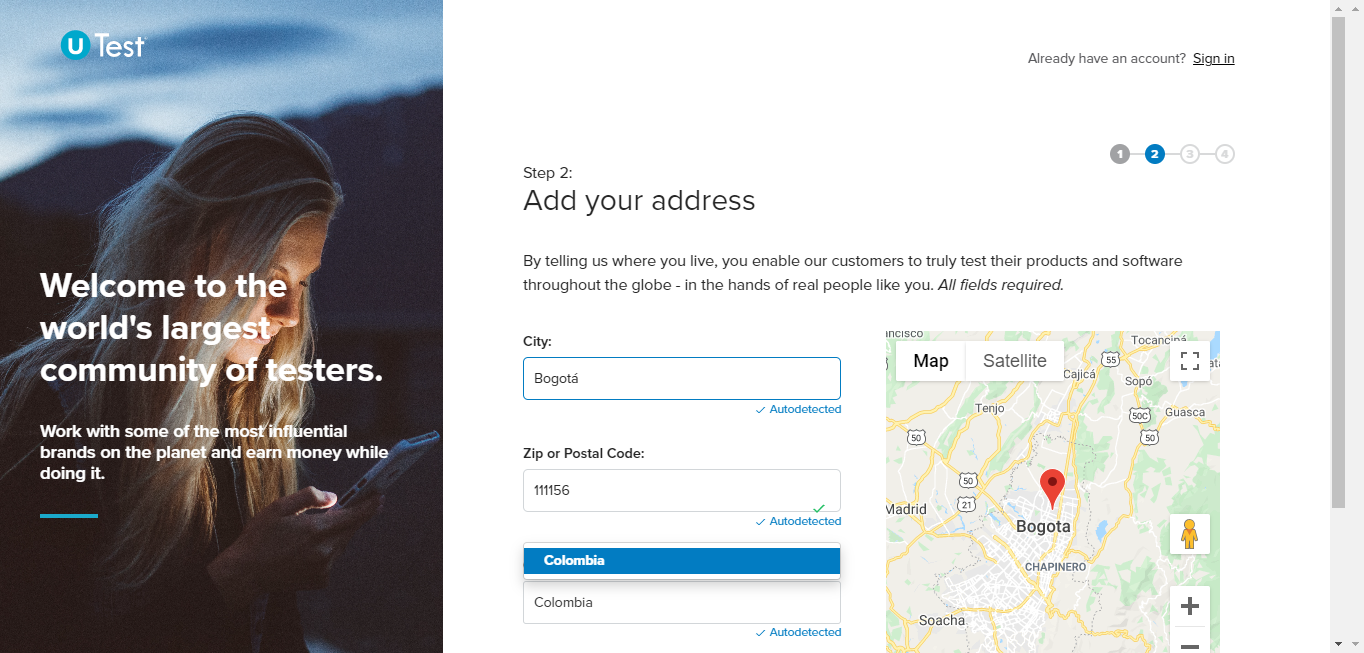 U Test
Already have an account? Sign in
1 2 3 4
Step 2:
Add your address
By telling us where you live, you enable our customers to truly test their products and software
throughout the globe - in the hands of real people like you. All fields required.
Welcome to the
world's largest
community of testers.
Work with some of the most influential
brands on the planet and earn money while
doing it.
City:
Bogotá
Autodetected
Zip or Postal Code:
111156
Autodetected
Colombia
Colombia
Autodetected
Map
Satellite
Tocancipá
55
Cajicá
Sopó
Tenjo
50C
Guasca
50
50
50
21
Madrid
Bogota
CHAPINERO
Soacha